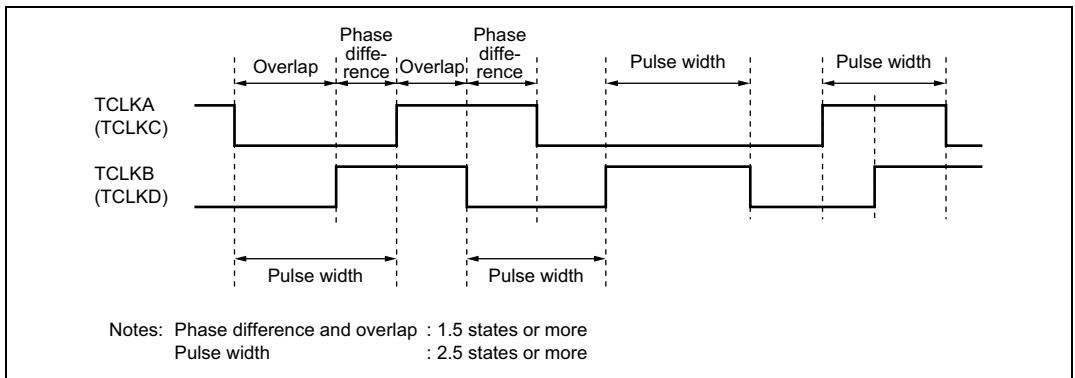 Phase
diffe-
rence
Phase
diffe-
rence
Overlap
Overlap
Pulse width
Pulse width
TCLKA
(TCLKC)
TCLKB
(TCLKD)
Pulse width
Pulse width
Notes: Phase difference and overlap : 1.5 states or more
Pulse width : 2.5 states or more